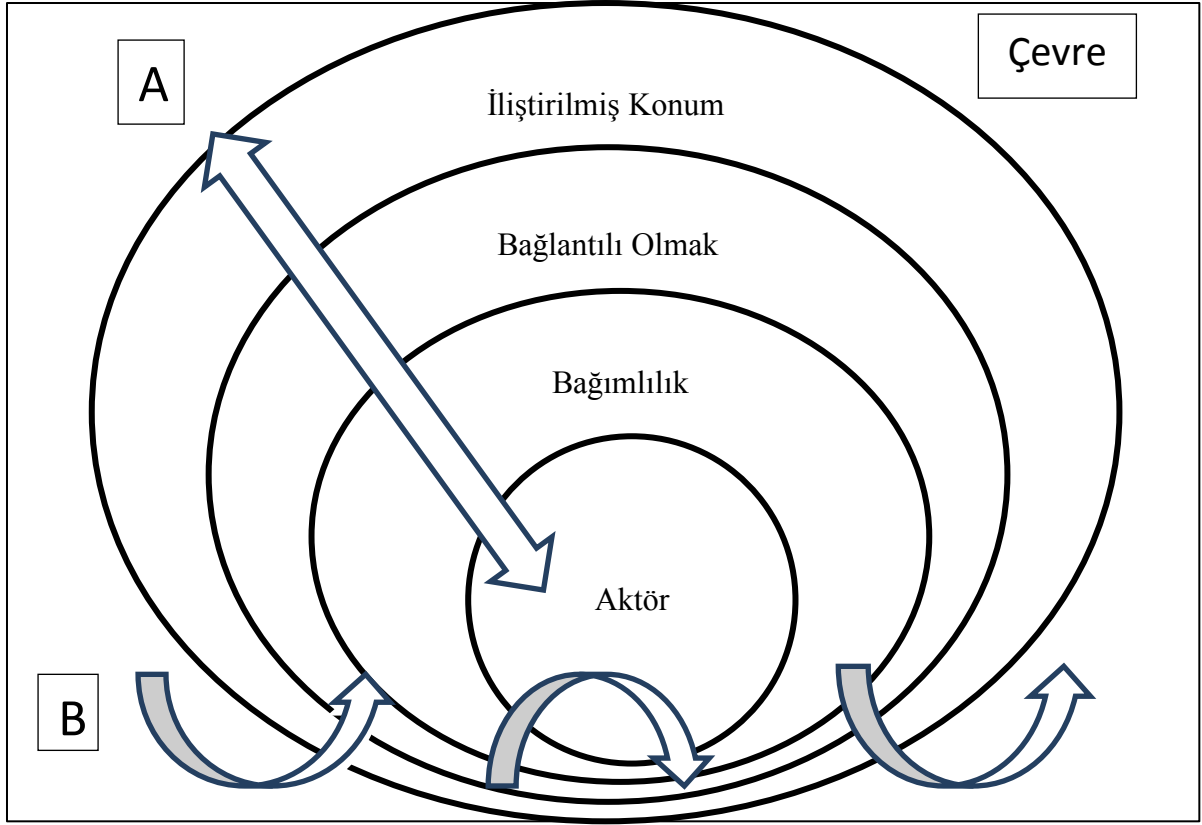 A
Çevre
İliştirilmiş Konum
Bağlantılı Olmak
Bağımlılık
Aktör
B